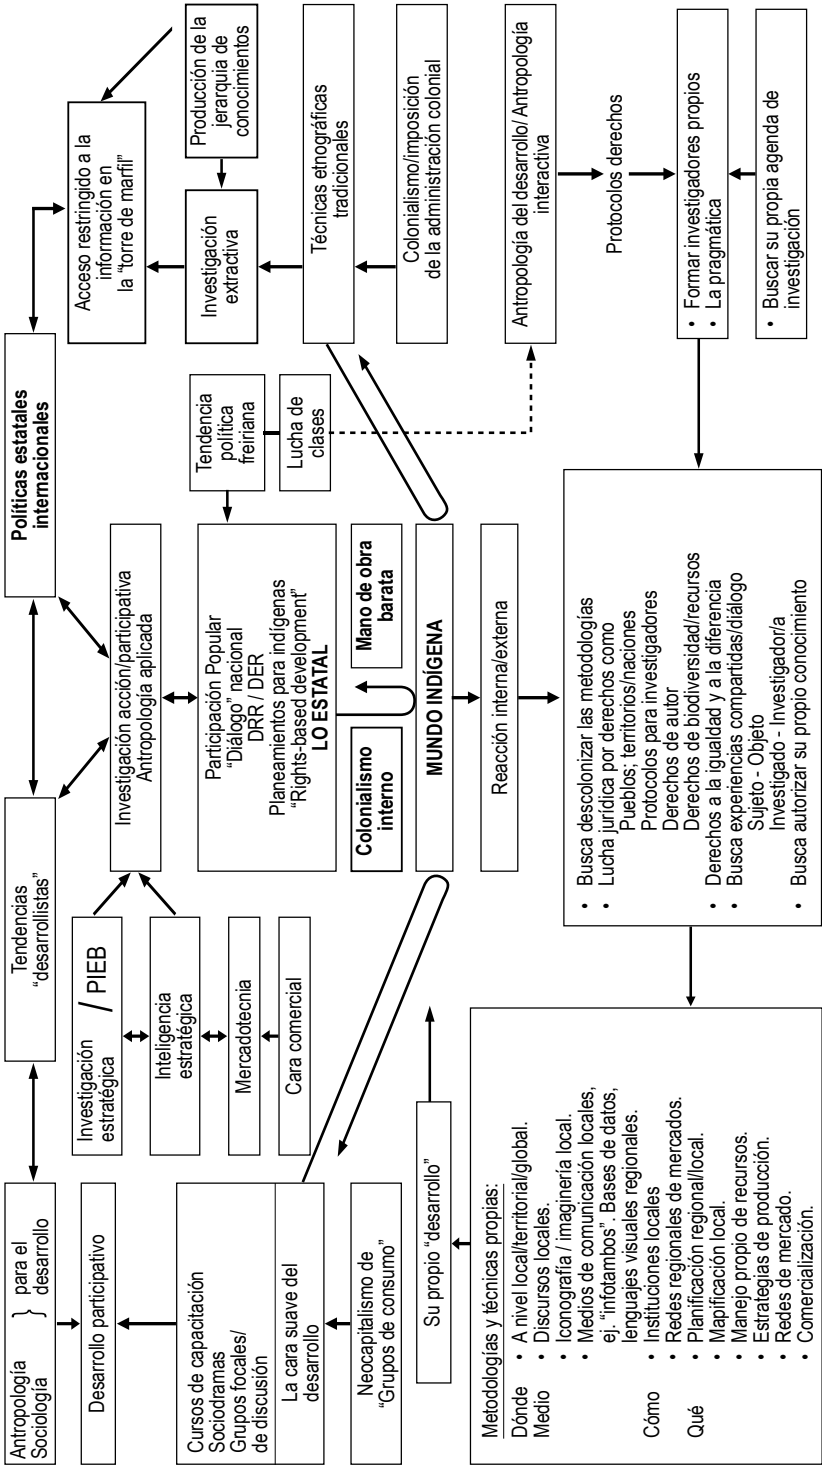 Antropología
Sociología
} para el
desarrollo
Tendencias
“desarrollistas”
Políticas estatales
internacionales
Desarrollo participativo
Investigación
estratégica
/ PIEB
Inteligencia
estratégica
Mercadotecnia
Cara comercial
Investigación acción/participativa
Antropología aplicada
Acceso restringido a la
información en
la “torre de marfil”
Producción de la
jerarquia de
conocimientos
Investigación
extractiva
Técnicas etnográficas
tradicionales
Colonialismo/imposición
de la administración colonial
Cursos de capacitación
Sociodramas
Grupos focales/
de discusión
La cara suave del
desarrollo
Neocapitalismo de
“Grupos de consumo”
Participación Popular
“Diálogo” nacional
DRR / DER
Planeamientos para indígenas
“Rights-based development”
LO ESTATAL
Tendencia
política
freiriana
Lucha de
clases
Colonialismo
interno
Mano de obra
barata
MUNDO INDÍGENA
Reacción interna/externa
Su propio “desarrollo”
Antropología del desarrollo/ Antropología
interactiva
Protocolos derechos
• Formar investigadores propios
• La pragmática
• Buscar su propia agenda de
investigación
Metodologías y técnicas propias:
Dónde • A nivel local/territorial/global.
Medio • Discursos locales.
• Iconografía / imaginería local.
• Medios de comunicación locales,
ej. “infotambos”. Bases de datos,
lenguajes visuales regionales.
Cómo • Instituciones locales
• Redes regionales de mercados.
Qué • Planificación regional/local.
• Mapificación local.
• Manejo propio de recursos.
• Estrategias de producción.
• Redes de mercado.
• Comercialización.
• Busca descolonizar las metodologías
• Lucha jurídica por derechos como
Pueblos; territorios/naciones
Protocolos para investigadores
Derechos de autor
Derechos de biodiversidad/recursos
• Derechos a la igualdad y a la diferencia
• Busca experiencias compartidas/diálogo
Sujeto - Objeto
Investigado - Investigador/a
• Busca autorizar su propio conocimiento